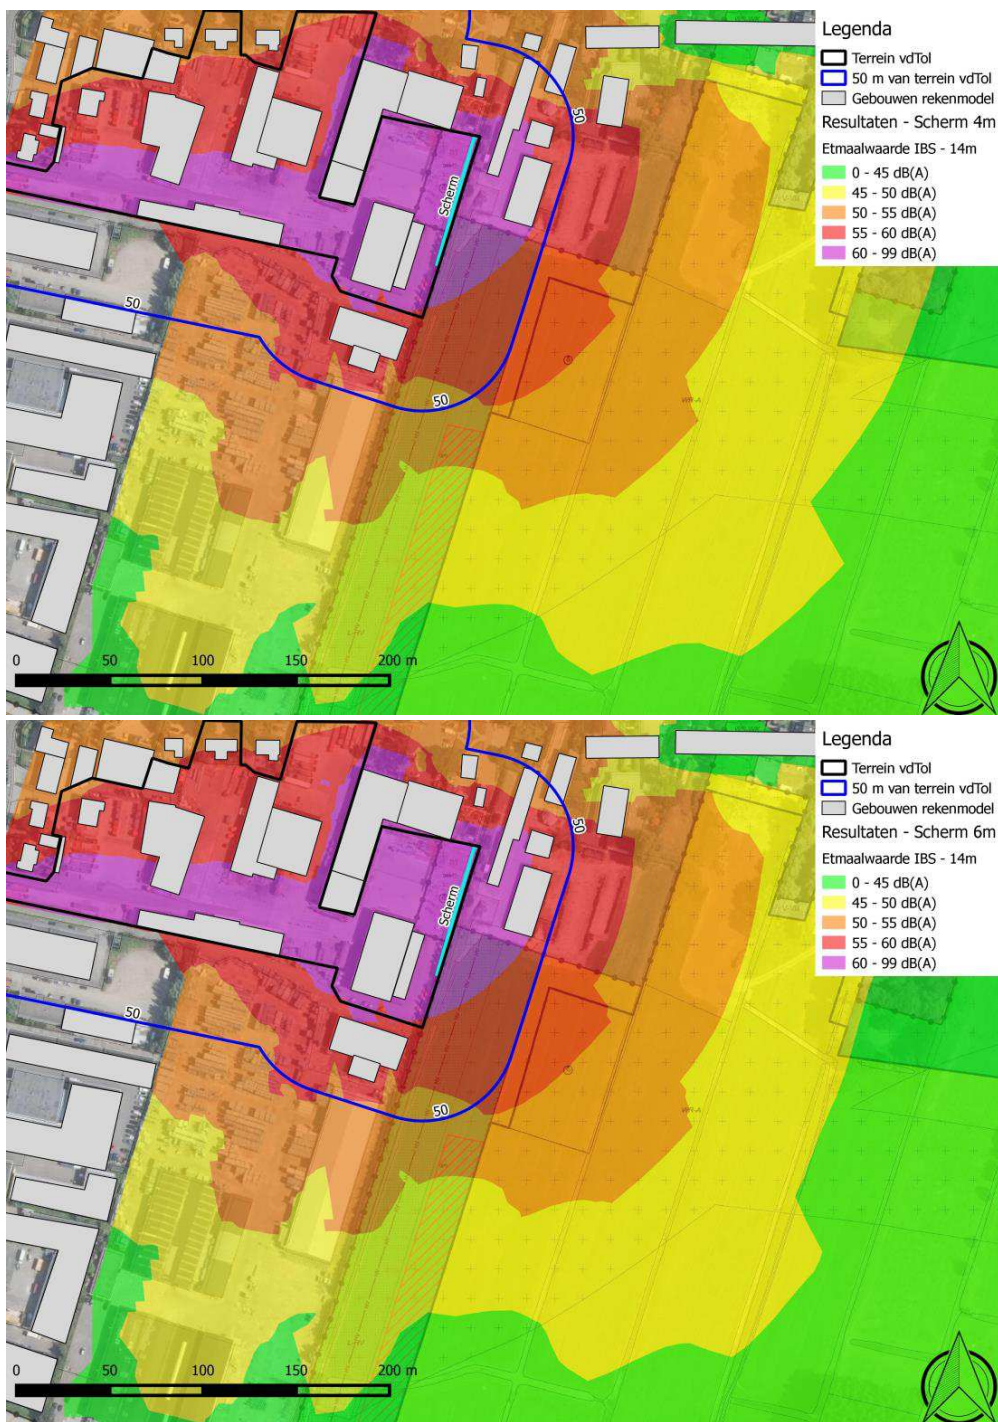 Legenda
Terrein vdTol
50 m van terrein vdTol
Gebouwen rekenmodel
Resultaten - Scherm 4m
Etmaalwaarde IBS - 14m
0 - 45 dB(A)
45 - 50 dB(A)
50 - 55 dB(A)
55 - 60 dB(A)
60 - 99 dB(A)
50
Scherm
50
50
WR-A
0 50 100 150 200 m
Legenda
Terrein vdTol
50 m van terrein vdTol
Gebouwen rekenmodel
Resultaten - Scherm 6m
Etmaalwaarde IBS - 14m
0 - 45 dB(A)
45 - 50 dB(A)
50 - 55 dB(A)
55 - 60 dB(A)
60 - 99 dB(A)
50
Scherm
50
50
WR-A
0 50 100 150 200 m